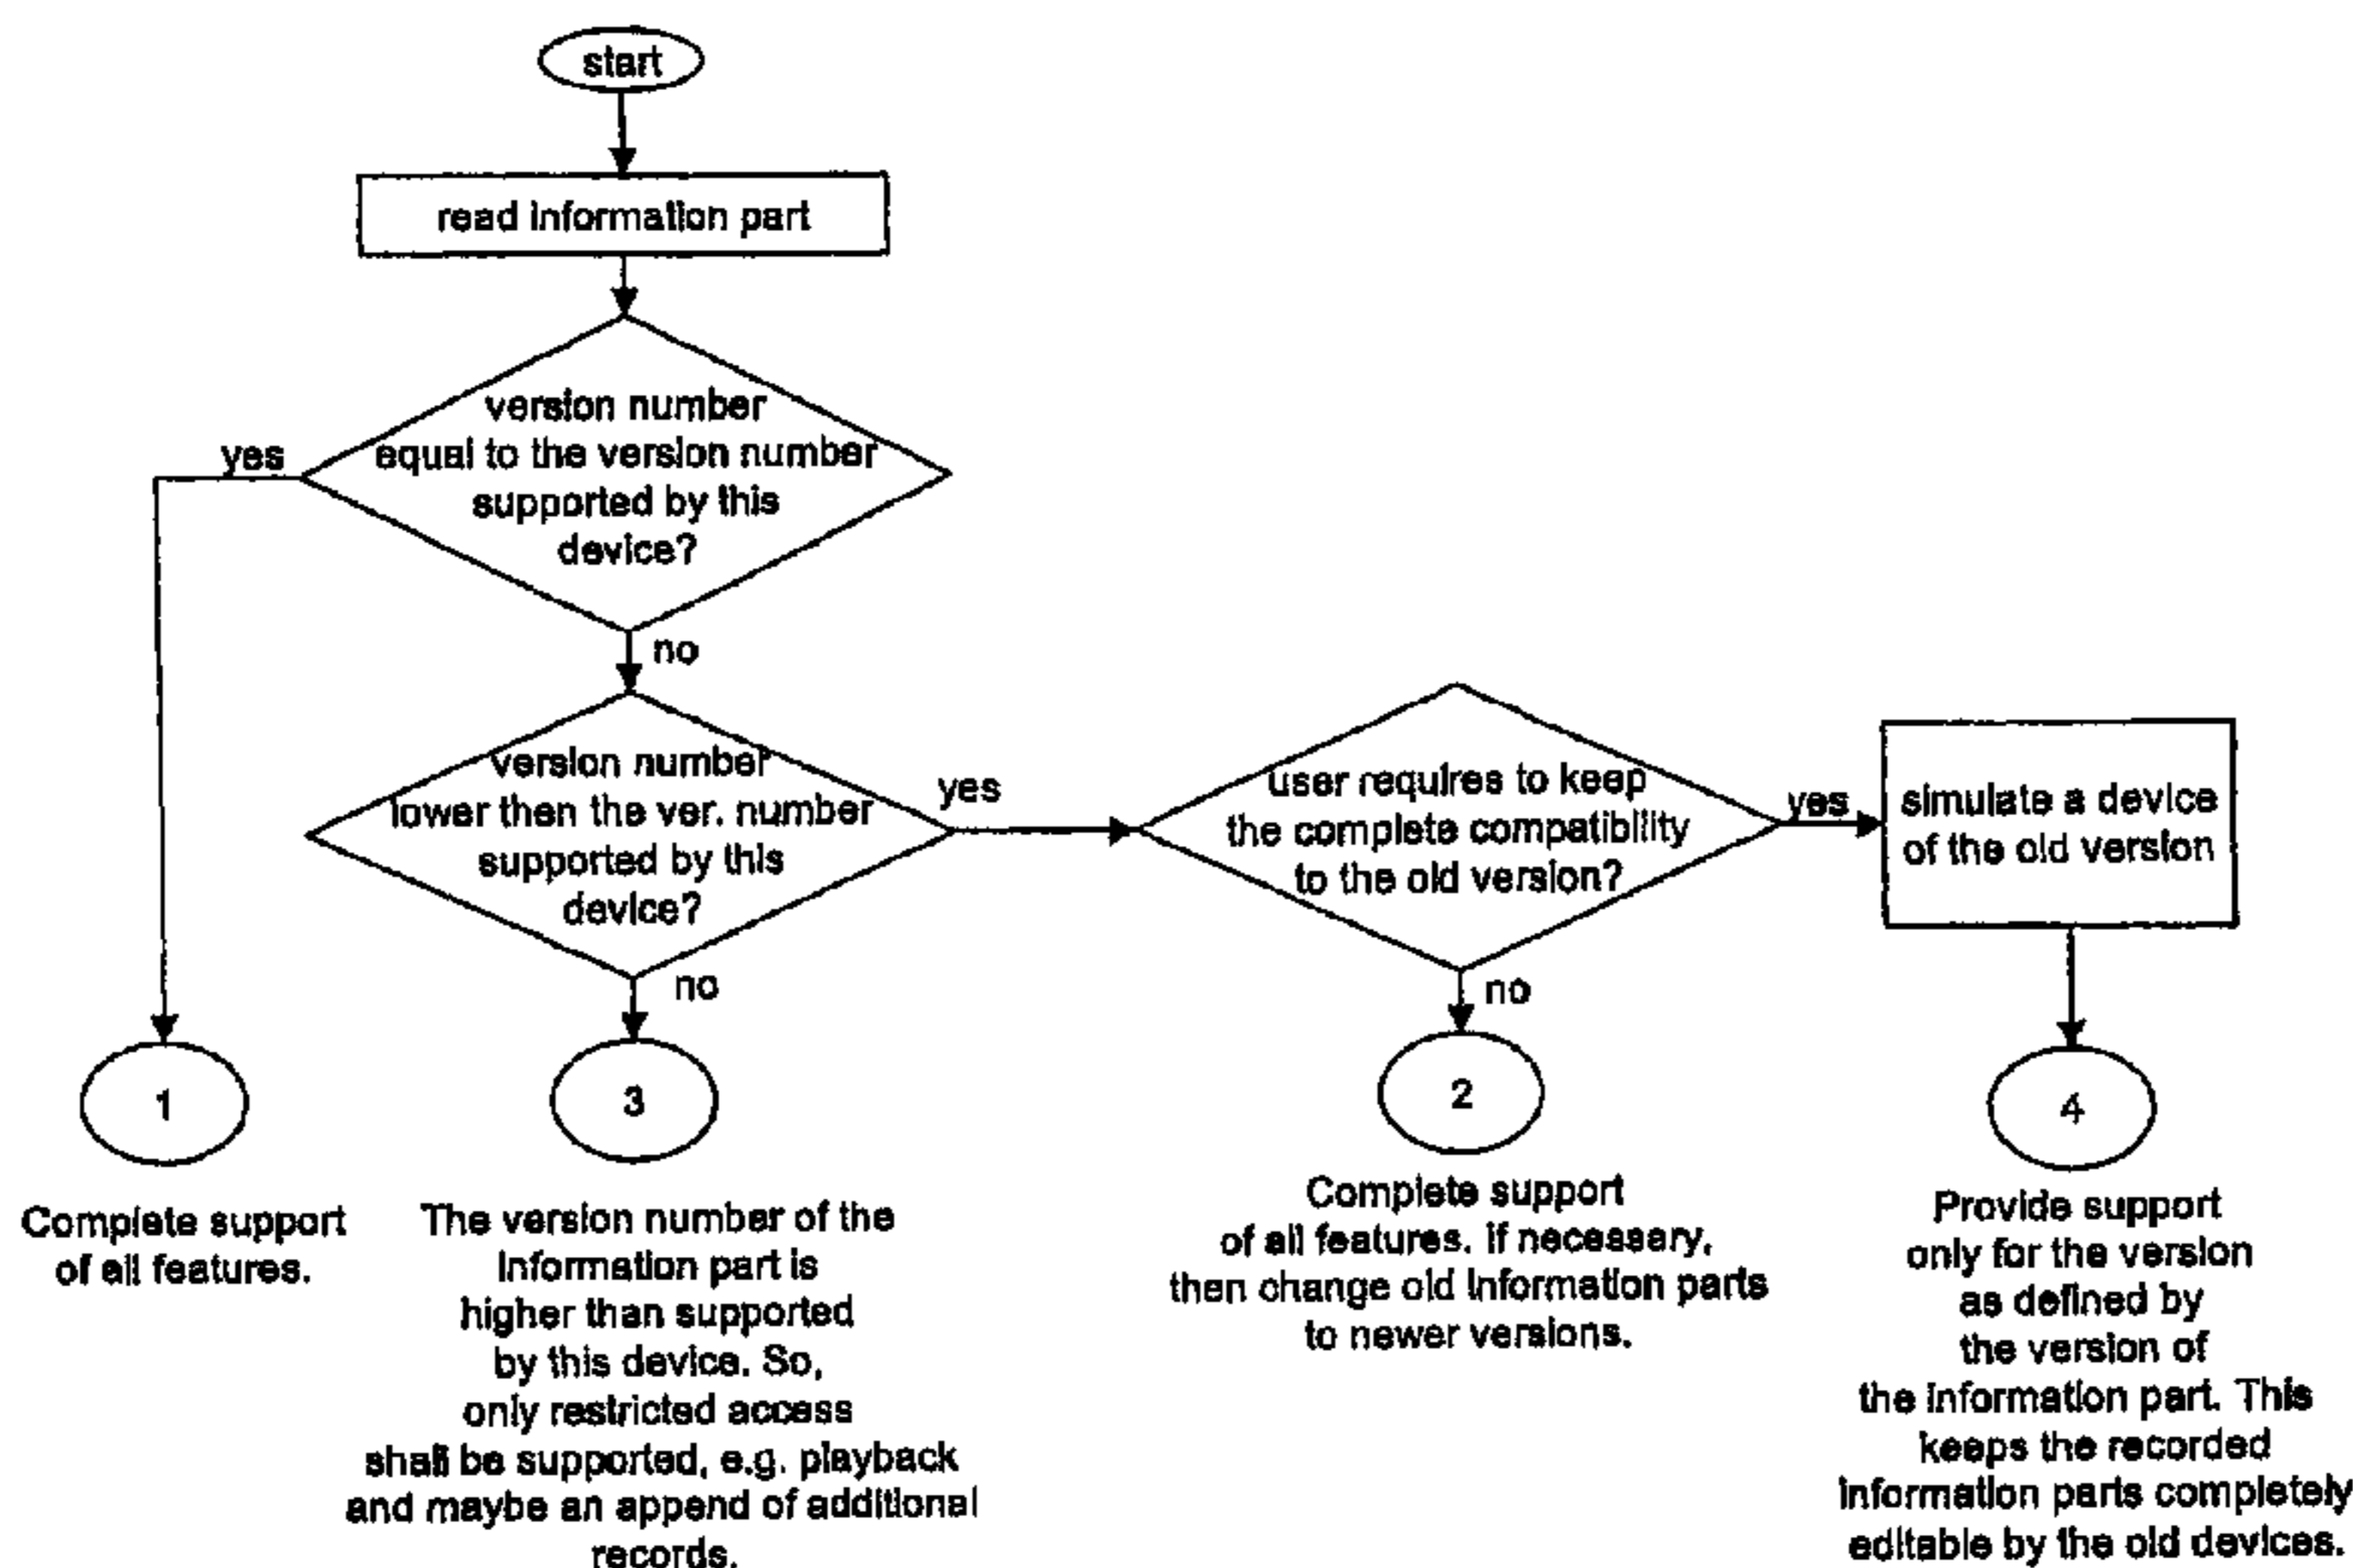 start
read information part
version number
equal to the version number
supported by this
device?
yes
no
version number
lower then the ver. number
supported by this
device?
yes
no
user requires to keep
the complete compatibility
to the old version?
yes
no
simulate a device
of the old version
1
Complete support
of all features.
3
The version number of the
information part is
higher than supported
by this device. So,
only restricted access
shall be supported, e.g. playback
and maybe an append of additional
records.
2
Complete support
of all features. If necessary,
then change old information parts
to newer versions.
4
Provide support
only for the version
as defined by
the version of
the information part. This
keeps the recorded
information parts completely
editable by the old devices.